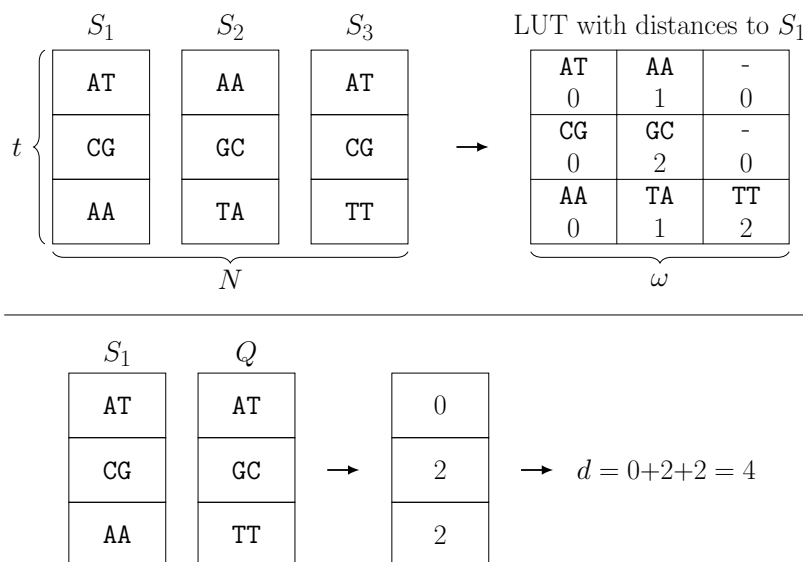 S1 S2 S3 LUT with distances to S1
AT AA AT AT AA -
0 1 0
t CG GC CG → CG GC -
0 2 0
AA TA TT AA TA TT
0 1 2
N ω
S1 Q
AT AT 0
CG GC → 2 → d = 0+2+2 = 4
AA TT 2